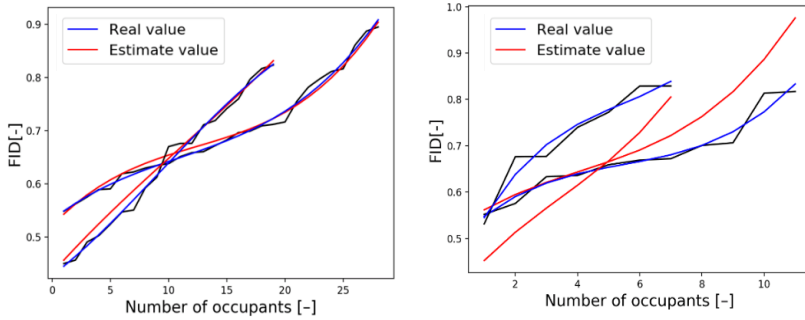 0.9
0.8
0.7
0.6
0.5
FID[-]
Real value
Estimate value
0
5
10
15
20
25
Number of occupants [–]
1.0
0.9
0.8
0.7
0.6
0.5
FID[-]
Real value
Estimate value
2
4
6
8
10
Number of occupants [–]